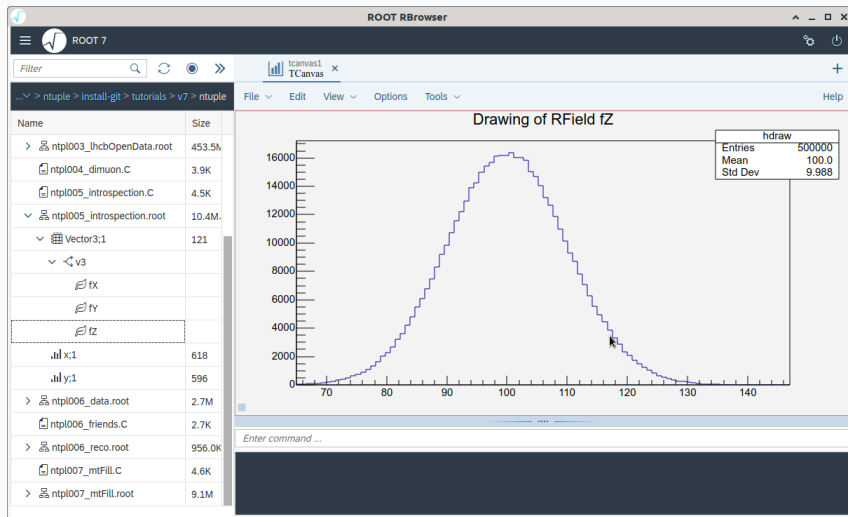 ROOT RBrowser
ROOT 7
Filter
...
> ntuple > install-git > tutorials > v7 > ntuple
Name Size
ntpl003_lhcbOpenData.root 453.5M
ntpl004_dimuon.C 3.9K
ntpl005_introspection.C 4.5K
ntpl005_introspection.root 10.4M
Vector3;1 121
v3
fX
fY
fZ
x;1 618
y;1 596
ntpl006_data.root 2.7M
ntpl006_friends.C 2.7K
ntpl006_reco.root 956.0K
ntpl007_mtFill.C 4.6K
ntpl007_mtFill.root 9.1M
tcanvas1
TCanvas
File Edit View Options Tools Help
Drawing of RField fZ
hdraw
Entries 500000
Mean 100.0
Std Dev 9.988
16000
14000
12000
10000
8000
6000
4000
2000
0
70 80 90 100 110 120 130 140
Enter command ...